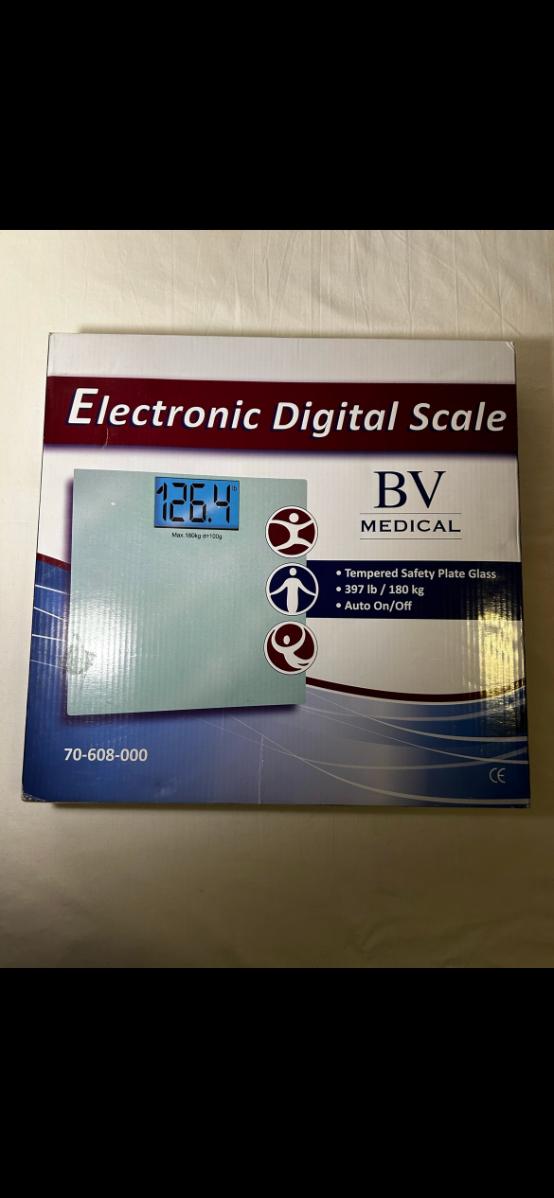 Electronic Digital Scale
126.4 lb
Max.180kg d=100g
BV
MEDICAL
• Tempered Safety Plate Glass
• 397 lb / 180 kg
• Auto On/Off
70-608-000
CE